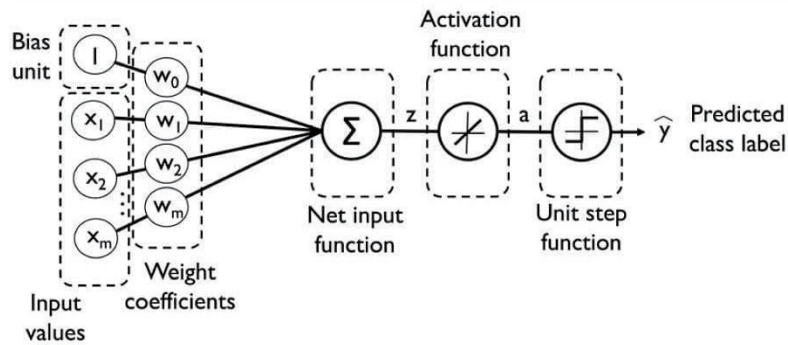 Activation
function
Bias
unit
1
w0
x1
w1
x2
w2
⋮
xm
wm
Σ
z
a
ŷ
Predicted
class label
Net input
function
Unit step
function
Weight
coefficients
Input
values